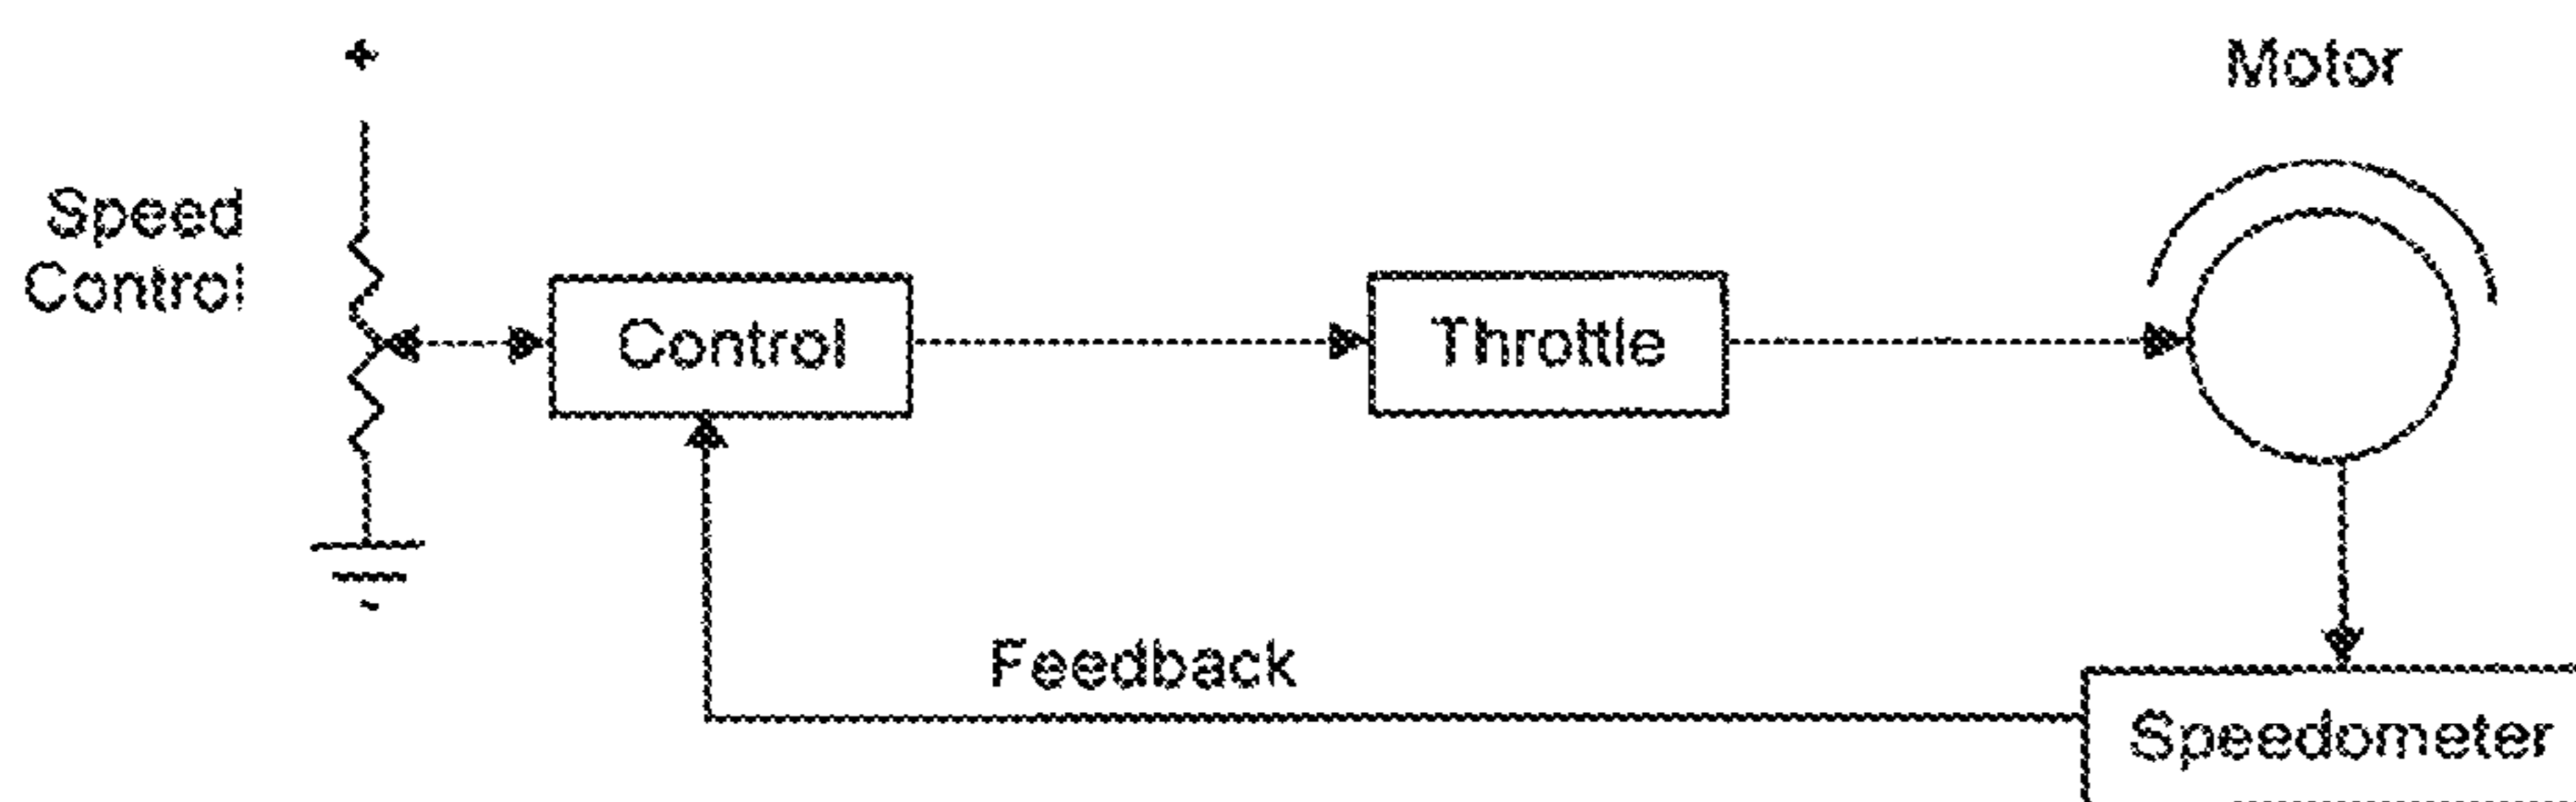 +
Motor
Speed
Control
Control
Throttle
Feedback
Speedometer